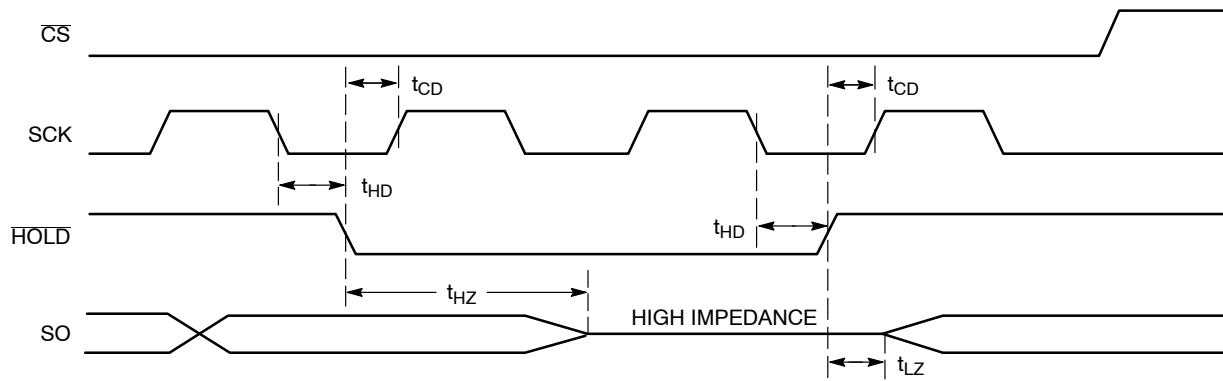 CS
tCD
tCD
SCK
tHD
tHD
HOLD
tHZ
HIGH IMPEDANCE
SO
tLZ